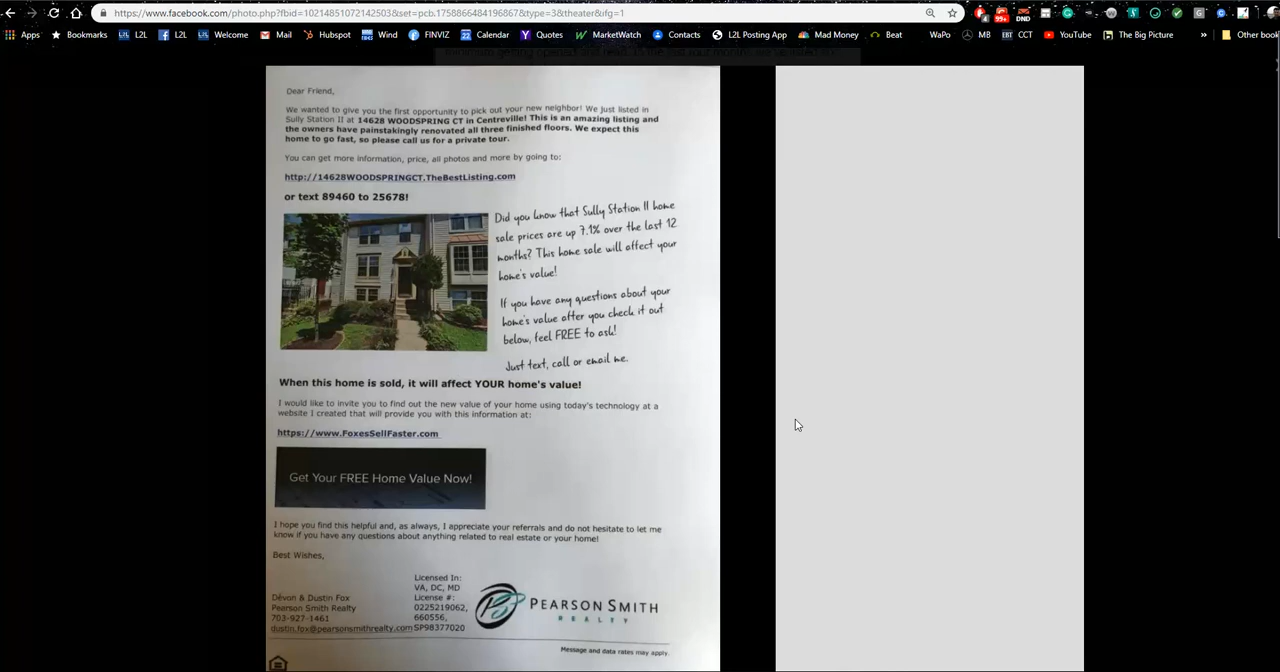 https://www.facebook.com/photo.php?fbid=10214851072142503&set=pcb.1758866484196867&type=3&theater&ifg=1
Apps Bookmarks L2L L2L Welcome Mail Hubspot Wind FINVIZ Calendar Quotes MarketWatch Contacts L2L Posting App Mad Money Beat WaPo MB CCT YouTube The Big Picture » Other book
Dear Friend,
We wanted to give you the first opportunity to pick out your new neighbor! We just listed in
Sully Station II at 14628 WOODSPRING CT in Centreville! This is an amazing listing and
the owners have painstakingly renovated all three finished floors. We expect this
home to go fast, so please call us for a private tour.
You can get more information, price, all photos and more by going to:
http://14628WOODSPRINGCT.TheBestListing.com
or text 89460 to 25678!
Did you know that Sully Station II home
sale prices are up 7.1% over the last 12
months? This home sale will affect your
home's value!
If you have any questions about your
home's value after you check it out
below, feel FREE to ask!
Just text, call or email me.
When this home is sold, it will affect YOUR home's value!
I would like to invite you to find out the new value of your home using today's technology at a
website I created that will provide you with this information at:
https://www.FoxesSellFaster.com
Get Your FREE Home Value Now!
I hope you find this helpful and, as always, I appreciate your referrals and do not hesitate to let me
know if you have any questions about anything related to real estate or your home!
Best Wishes,
Dévon & Dustin Fox
Pearson Smith Realty
703-927-1461
dustin.fox@pearsonsmithrealty.com
Licensed In:
VA, DC, MD
License #:
0225219062,
660556,
SP98377020
PEARSON SMITH
REALTY
Message and data rates may apply.